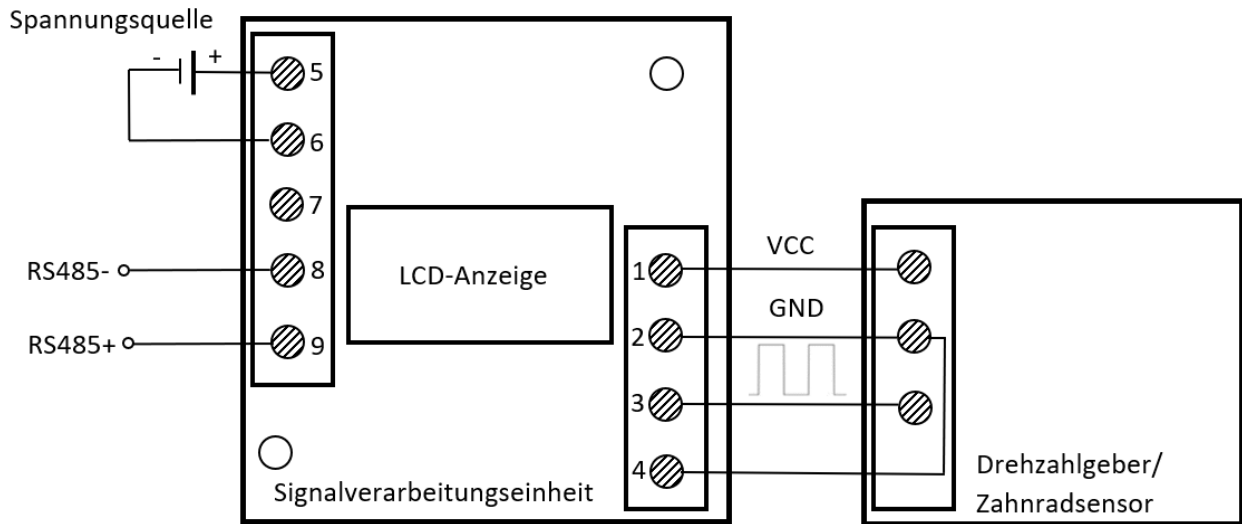 Spannungsquelle
- +
5
6
7
RS485- 8
RS485+ 9
LCD-Anzeige
1 VCC
2 GND
3
4
Signalverarbeitungseinheit
Drehzahlgeber/
Zahnradsensor